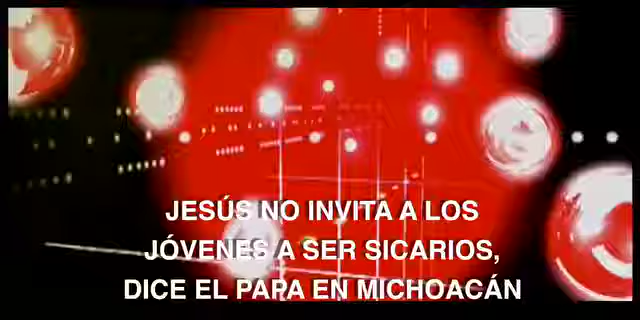 JESÚS NO INVITA A LOS
JÓVENES A SER SICARIOS,
DICE EL PAPA EN MICHOACÁN